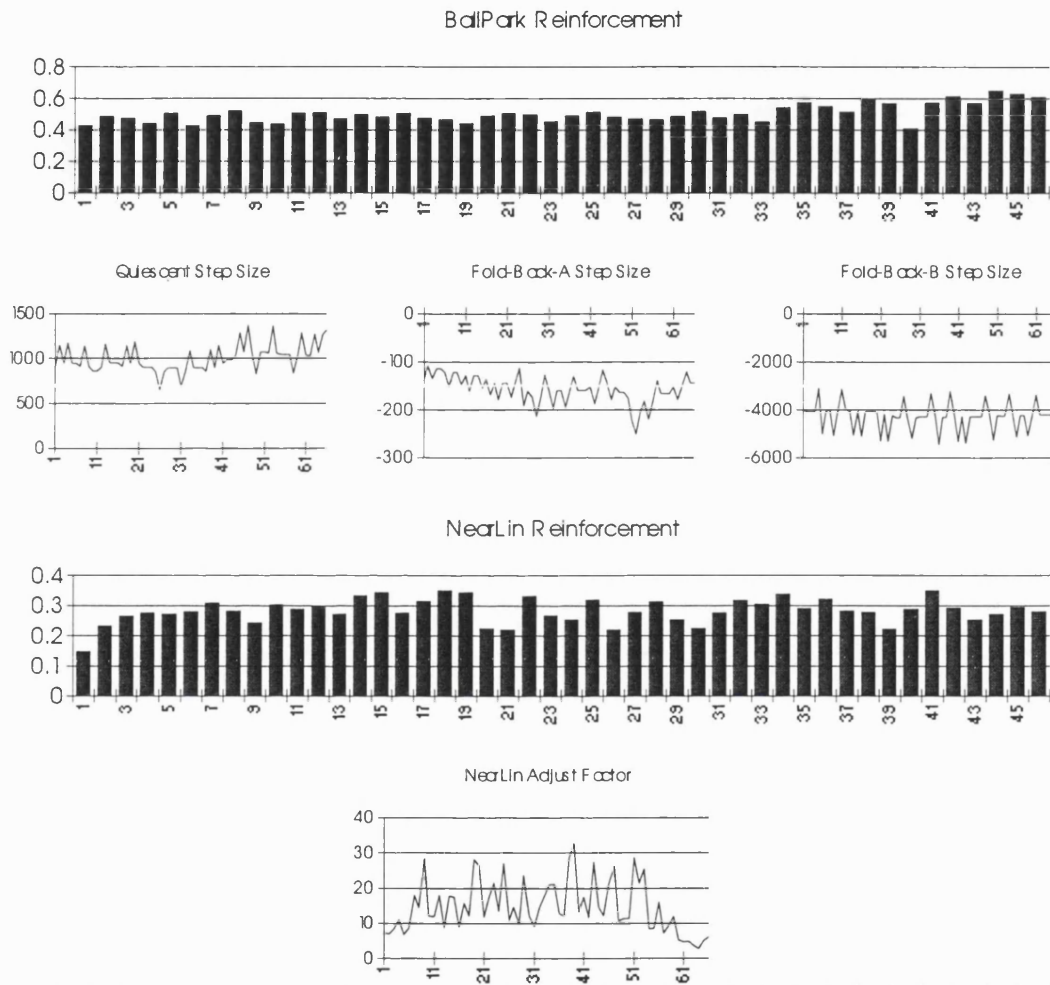 BallPark Reinforcement
0.8
0.6
0.4
0.2
0
1 3 5 7 9 11 13 15 17 19 21 23 25 27 29 31 33 35 37 39 41 43 45
Quiescent Step Size
1500
1000
500
0
1 11 21 31 41 51 61
Fold-Back-A Step Size
0
-100
-200
-300
1 11 21 31 41 51 61
Fold-Back-B Step Size
0
-2000
-4000
-6000
1 11 21 31 41 51 61
NearLin Reinforcement
0.4
0.3
0.2
0.1
0
1 3 5 7 9 11 13 15 17 19 21 23 25 27 29 31 33 35 37 39 41 43 45
NearLin Adjust Factor
40
30
20
10
0
1 11 21 31 41 51 61